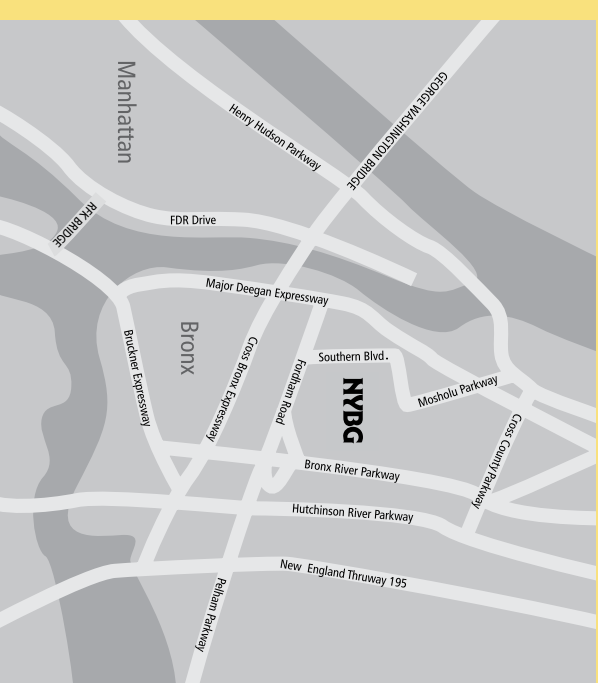 Manhattan
GEORGE WASHINGTON BRIDGE
Henry Hudson Parkway
RFK BRIDGE
FDR Drive
Major Deegan Expressway
Bronx
Bruckner Expressway
Cross Bronx Expressway
Fordham Road
Southern Blvd.
NYBG
Mosholu Parkway
Cross County Parkway
Bronx River Parkway
Hutchinson River Parkway
New England Thruway 195
Pelham Parkway